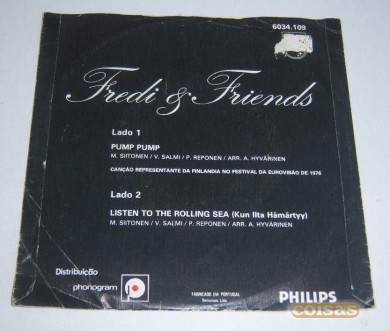 6034.109
Fredi & Friends
Lado 1
PUMP PUMP
M. SIITONEN / V. SALMI / P. REPONEN / ARR. A. HYVÄRINEN
CANÇÃO REPRESENTANTE DA FINLANDIA NO FESTIVAL DA EUROVISÃO DE 1976
Lado 2
LISTEN TO THE ROLLING SEA (Kun Ilta Hämärtyy)
M. SIITONEN / V. SALMI / P. REPONEN / ARR. A. HYVÄRINEN
Distribuição
phonogram
FABRICADO EM PORTUGAL
PHILIPS
coisas